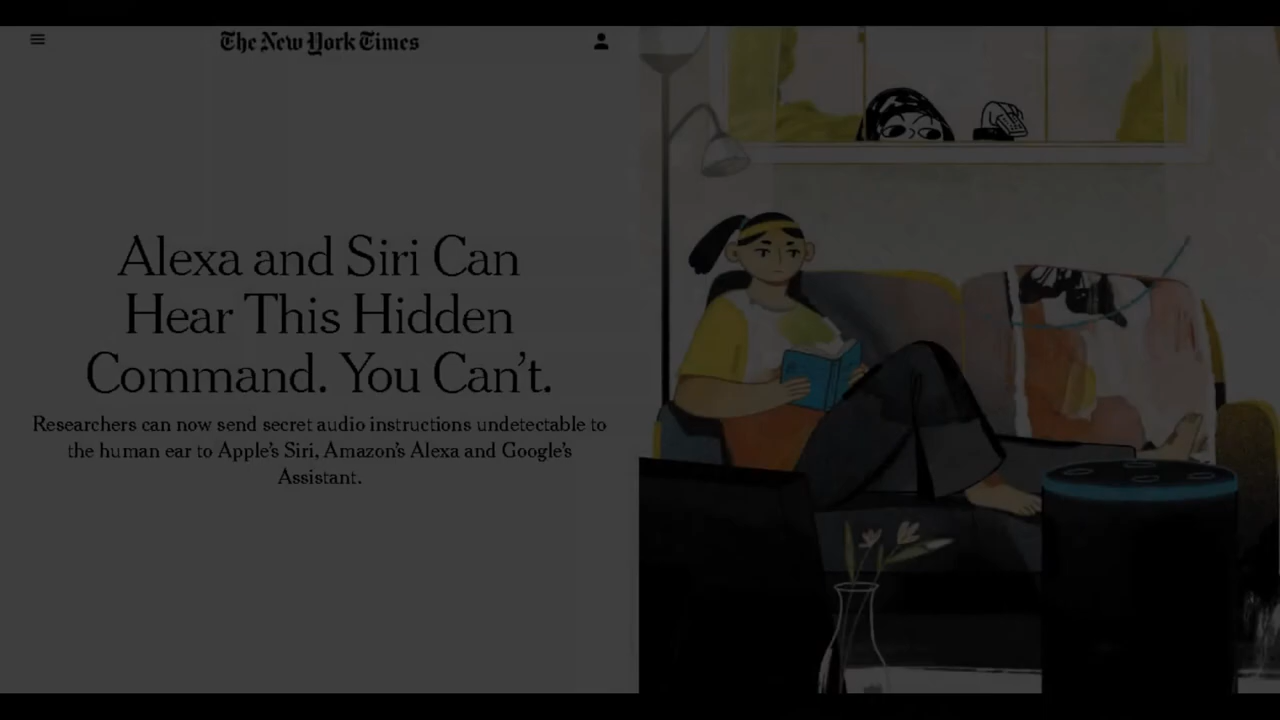 The New York Times
Alexa and Siri Can
Hear This Hidden
Command. You Can’t.
Researchers can now send secret audio instructions undetectable to
the human ear to Apple’s Siri, Amazon’s Alexa and Google’s
Assistant.